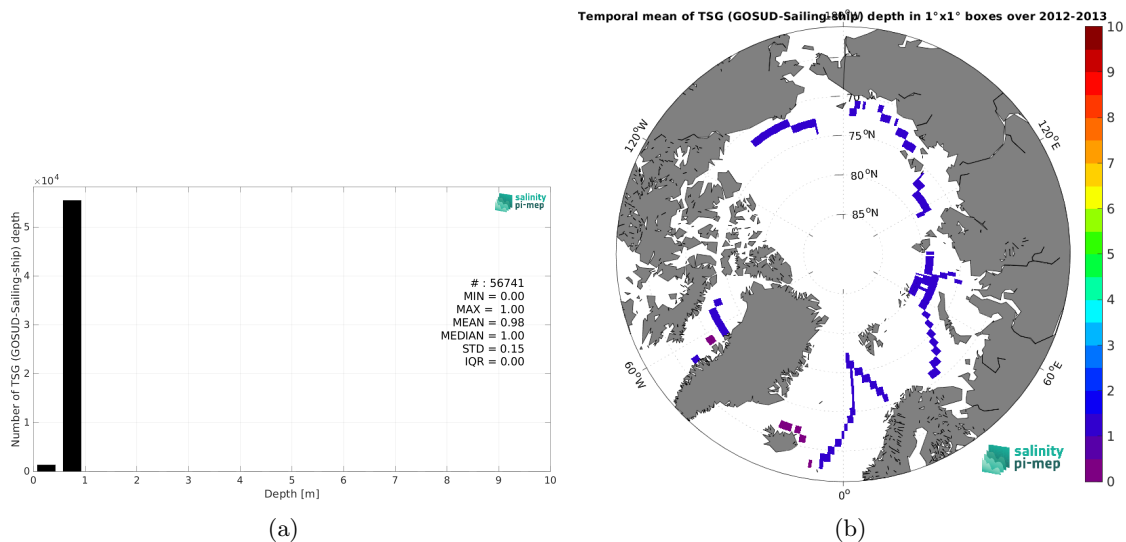 Temporal mean of TSG (GOSUD-Sailing-ship) depth in 1°x1° boxes over 2012-2013
×10⁴
Number of TSG (GOSUD-Sailing-ship) depth
5
4
3
2
1
0
0 1 2 3 4 5 6 7 8 9 10
Depth [m]
salinity
pi-mep
# : 56741
MIN = 0.00
MAX = 1.00
MEAN = 0.98
MEDIAN = 1.00
STD = 0.15
IQR = 0.00
(a)
120°W
60°W
0°
60°E
120°E
70
75°N
80°N
85°N
10
9
8
7
6
5
4
3
2
1
0
salinity
pi-mep
(b)